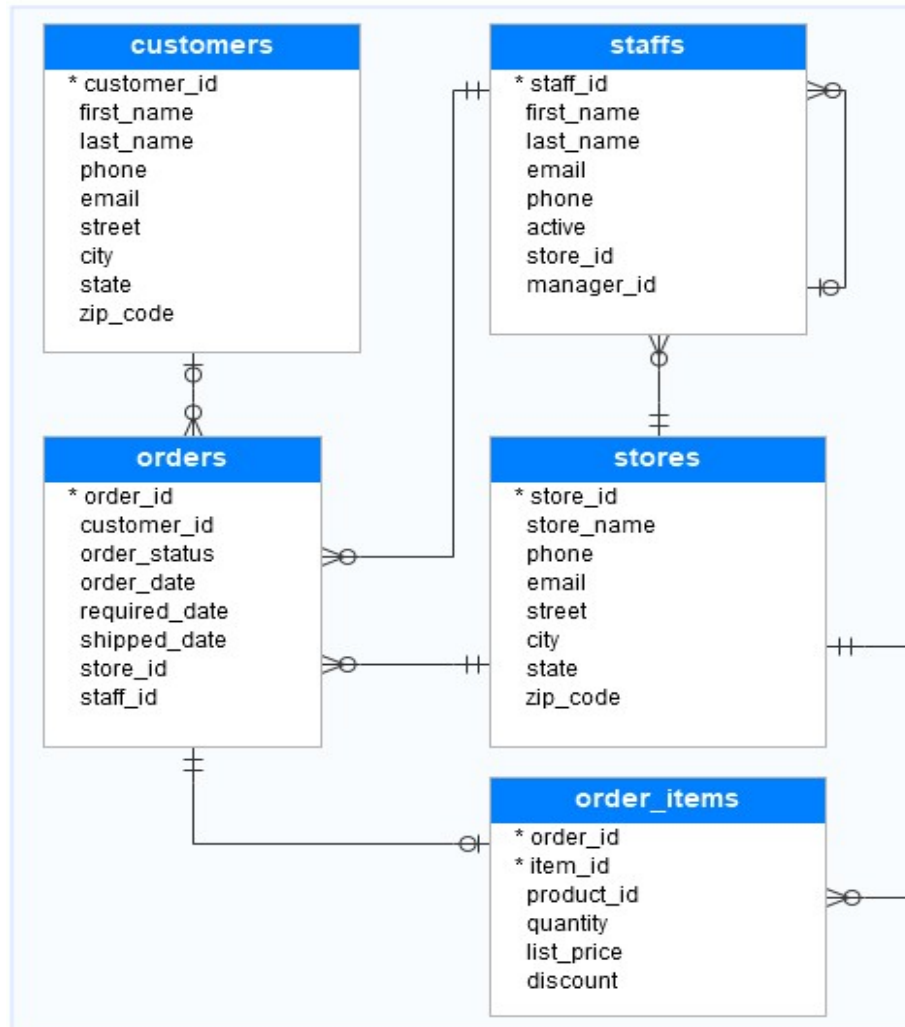 customers
* customer_id
first_name
last_name
phone
email
street
city
state
zip_code
staffs
* staff_id
first_name
last_name
email
phone
active
store_id
manager_id
orders
* order_id
customer_id
order_status
order_date
required_date
shipped_date
store_id
staff_id
stores
* store_id
store_name
phone
email
street
city
state
zip_code
order_items
* order_id
* item_id
product_id
quantity
list_price
discount